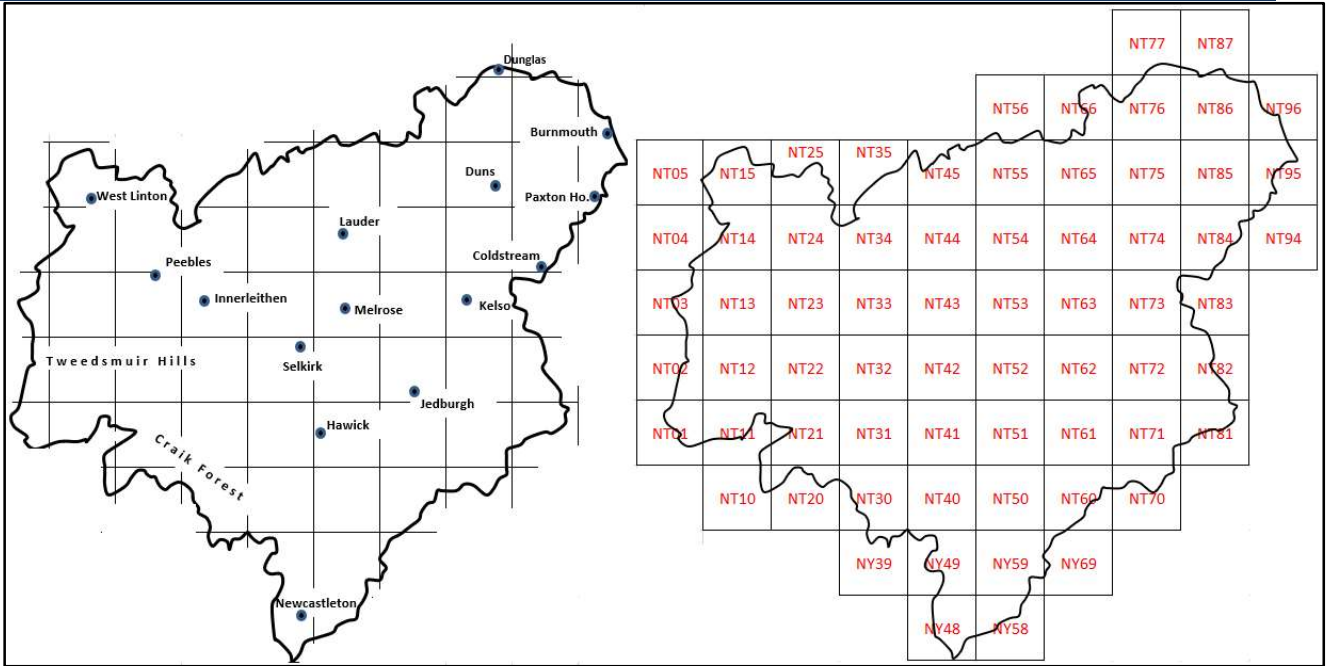 Dunglas
Burnmouth
Duns
West Linton
Paxton Ho.
Lauder
Coldstream
Peebles
Innerleithen
Melrose
Kelso
Tweedsmuir Hills
Selkirk
Jedburgh
Hawick
Craik Forest
Newcastleton
NT77 NT87
NT56 NT66 NT76 NT86 NT96
NT05 NT15 NT25 NT35 NT45 NT55 NT65 NT75 NT85 NT95
NT04 NT14 NT24 NT34 NT44 NT54 NT64 NT74 NT84 NT94
NT03 NT13 NT23 NT33 NT43 NT53 NT63 NT73 NT83
NT02 NT12 NT22 NT32 NT42 NT52 NT62 NT72 NT82
NT01 NT11 NT21 NT31 NT41 NT51 NT61 NT71 NT81
NT10 NT20 NT30 NT40 NT50 NT60 NT70
NY39 NY49 NY59 NY69
NY48 NY58